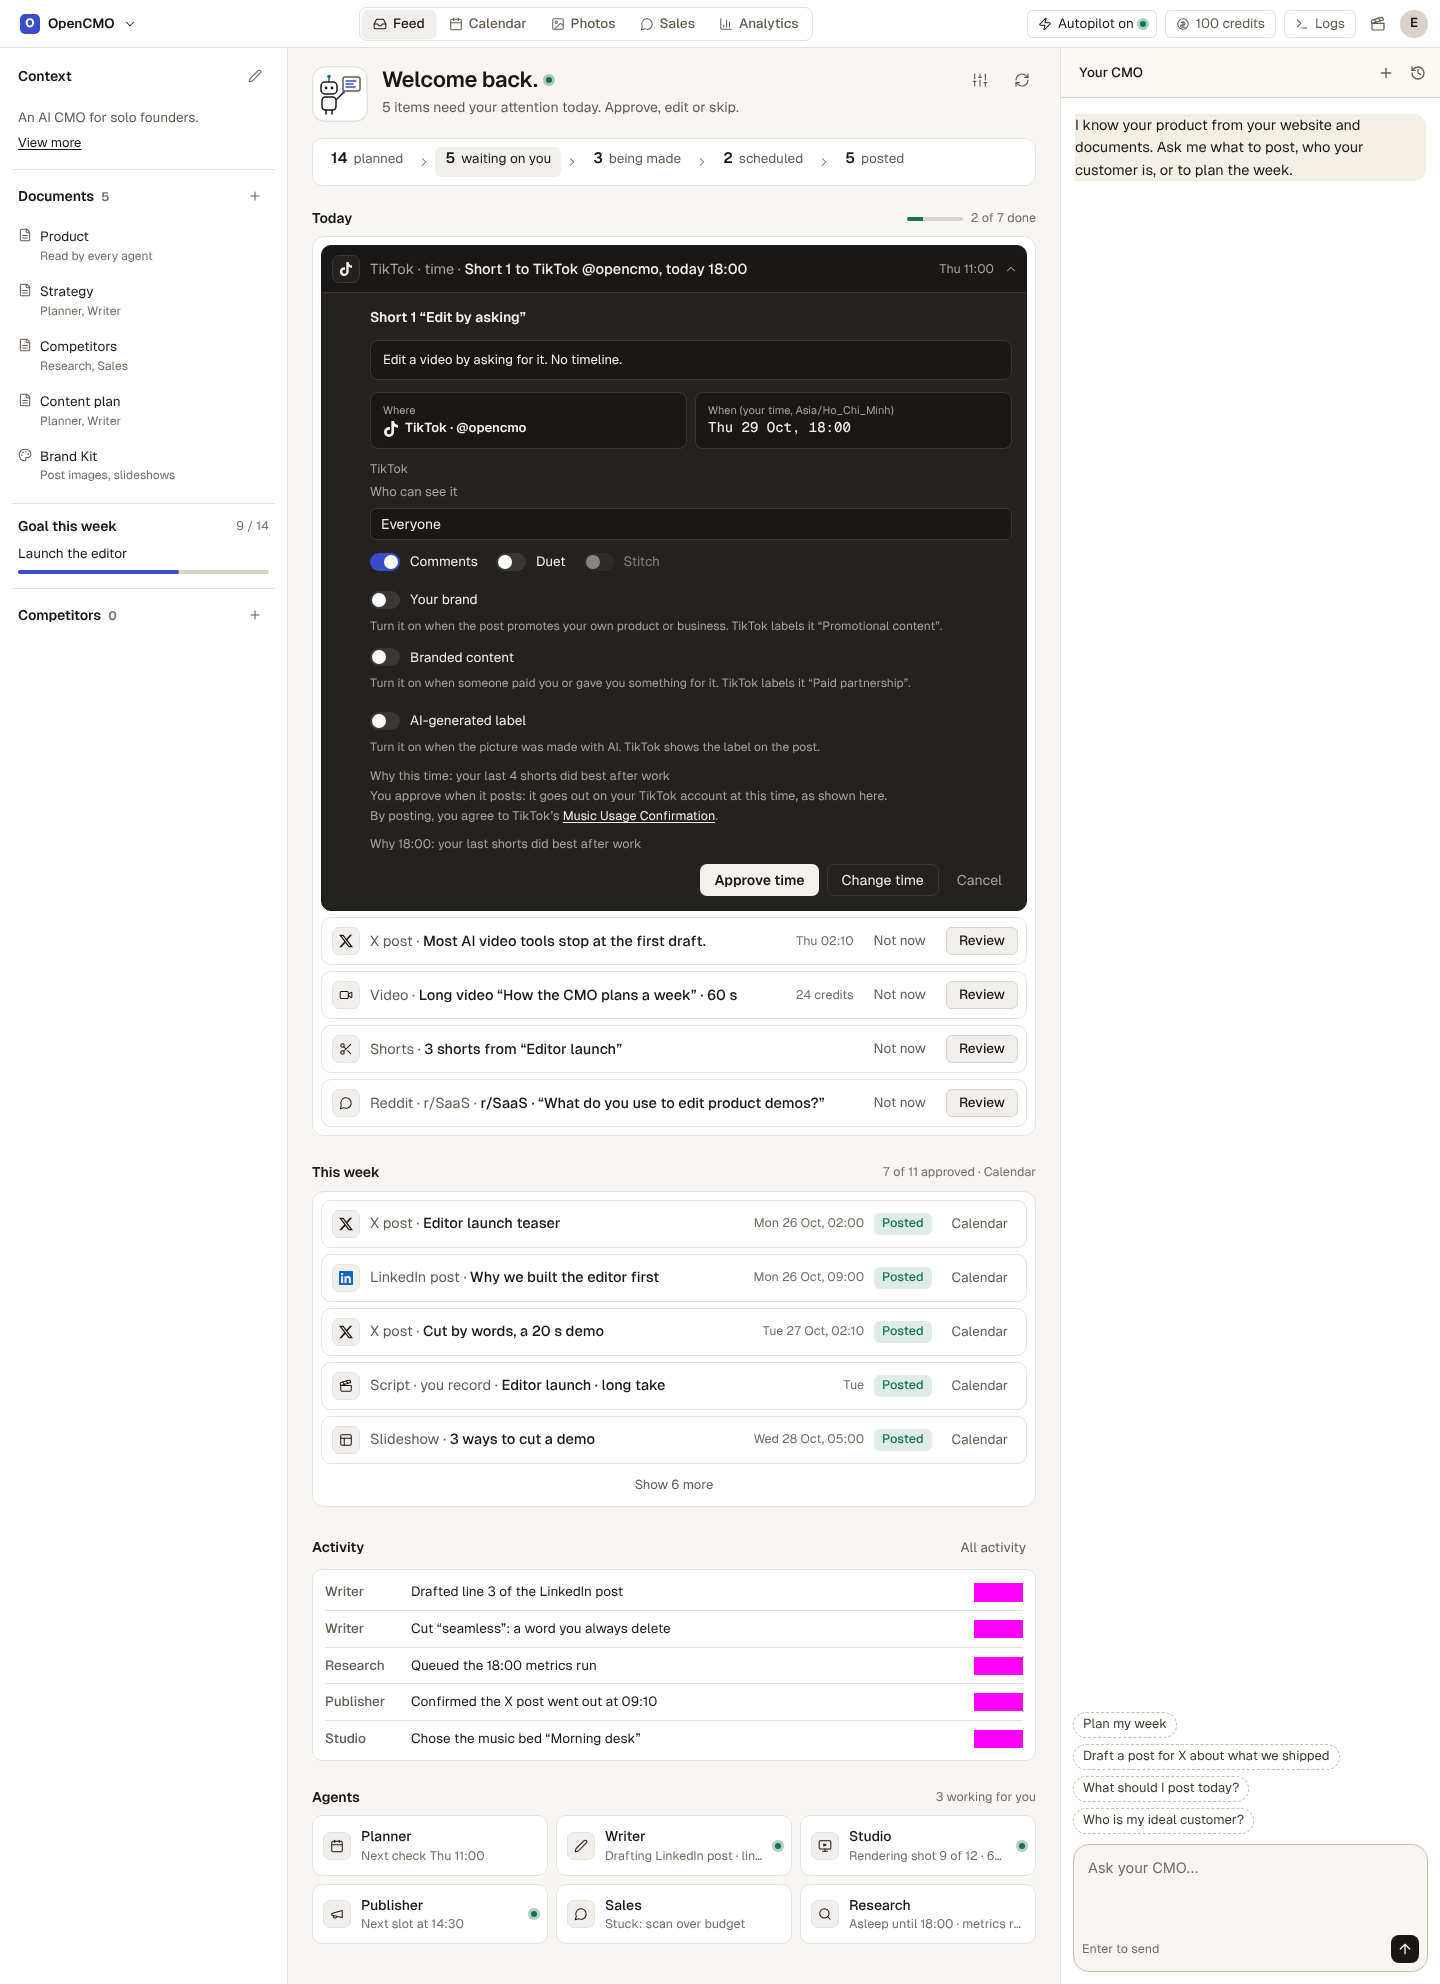 O OpenCMO
Feed
Calendar
Photos
Sales
Analytics
Autopilot on
100 credits
Logs
E
Context
An AI CMO for solo founders.
View more
Documents 5
Product
Read by every agent
Strategy
Planner, Writer
Competitors
Research, Sales
Content plan
Planner, Writer
Brand Kit
Post images, slideshows
Goal this week 9 / 14
Launch the editor
Competitors 0
Welcome back.
5 items need your attention today. Approve, edit or skip.
14 planned
5 waiting on you
3 being made
2 scheduled
5 posted
Today
2 of 7 done
TikTok · time · Short 1 to TikTok @opencmo, today 18:00
Thu 11:00
Short 1 “Edit by asking”
Edit a video by asking for it. No timeline.
Where
TikTok · @opencmo
When (your time, Asia/Ho_Chi_Minh)
Thu 29 Oct, 18:00
TikTok
Who can see it
Everyone
Comments
Duet
Stitch
Your brand
Turn it on when the post promotes your own product or business. TikTok labels it “Promotional content”.
Branded content
Turn it on when someone paid you or gave you something for it. TikTok labels it “Paid partnership”.
AI-generated label
Turn it on when the picture was made with AI. TikTok shows the label on the post.
Why this time: your last 4 shorts did best after work
You approve when it posts: it goes out on your TikTok account at this time, as shown here.
By posting, you agree to TikTok’s Music Usage Confirmation.
Why 18:00: your last shorts did best after work
Approve time
Change time
Cancel
X post · Most AI video tools stop at the first draft.
Thu 02:10
Not now
Review
Video · Long video “How the CMO plans a week” · 60 s
24 credits
Not now
Review
Shorts · 3 shorts from “Editor launch”
Not now
Review
Reddit · r/SaaS · r/SaaS · “What do you use to edit product demos?”
Not now
Review
This week
7 of 11 approved · Calendar
X post · Editor launch teaser
Mon 26 Oct, 02:00
Posted
Calendar
LinkedIn post · Why we built the editor first
Mon 26 Oct, 09:00
Posted
Calendar
X post · Cut by words, a 20 s demo
Tue 27 Oct, 02:10
Posted
Calendar
Script · you record · Editor launch · long take
Tue
Posted
Calendar
Slideshow · 3 ways to cut a demo
Wed 28 Oct, 05:00
Posted
Calendar
Show 6 more
Activity
All activity
Writer Drafted line 3 of the LinkedIn post
Writer Cut “seamless”: a word you always delete
Research Queued the 18:00 metrics run
Publisher Confirmed the X post went out at 09:10
Studio Chose the music bed “Morning desk”
Agents
3 working for you
Planner
Next check Thu 11:00
Writer
Drafting LinkedIn post · lin…
Studio
Rendering shot 9 of 12 · 6…
Publisher
Next slot at 14:30
Sales
Stuck: scan over budget
Research
Asleep until 18:00 · metrics r…
Your CMO
I know your product from your website and
documents. Ask me what to post, who your
customer is, or to plan the week.
Plan my week
Draft a post for X about what we shipped
What should I post today?
Who is my ideal customer?
Ask your CMO…
Enter to send